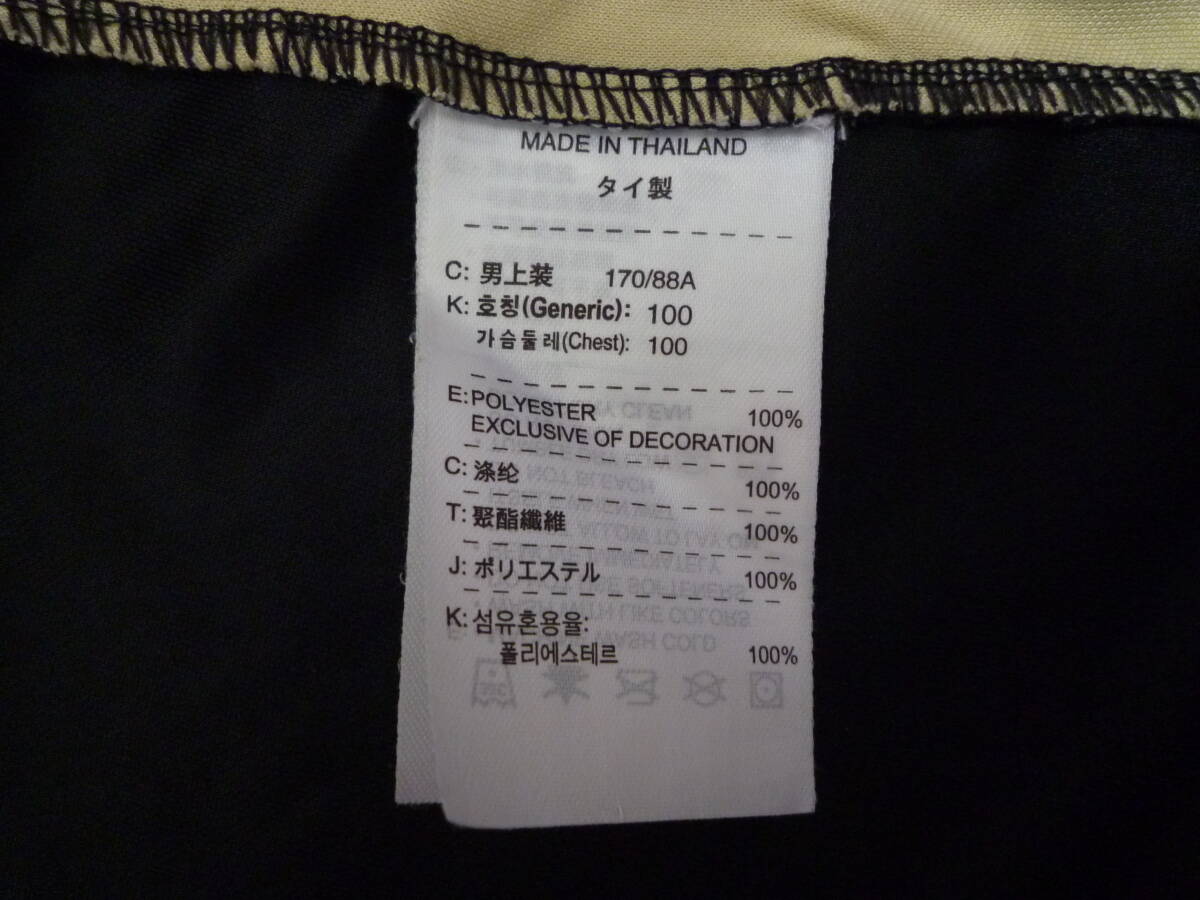 MADE IN THAILAND
タイ製
C: 男上装 170/88A
K: 호칭(Generic): 100
가슴둘레(Chest): 100
E: POLYESTER 100%
EXCLUSIVE OF DECORATION
C: 涤纶 100%
T: 聚酯纖維 100%
J: ポリエステル 100%
K: 섬유혼용율:
폴리에스테르 100%